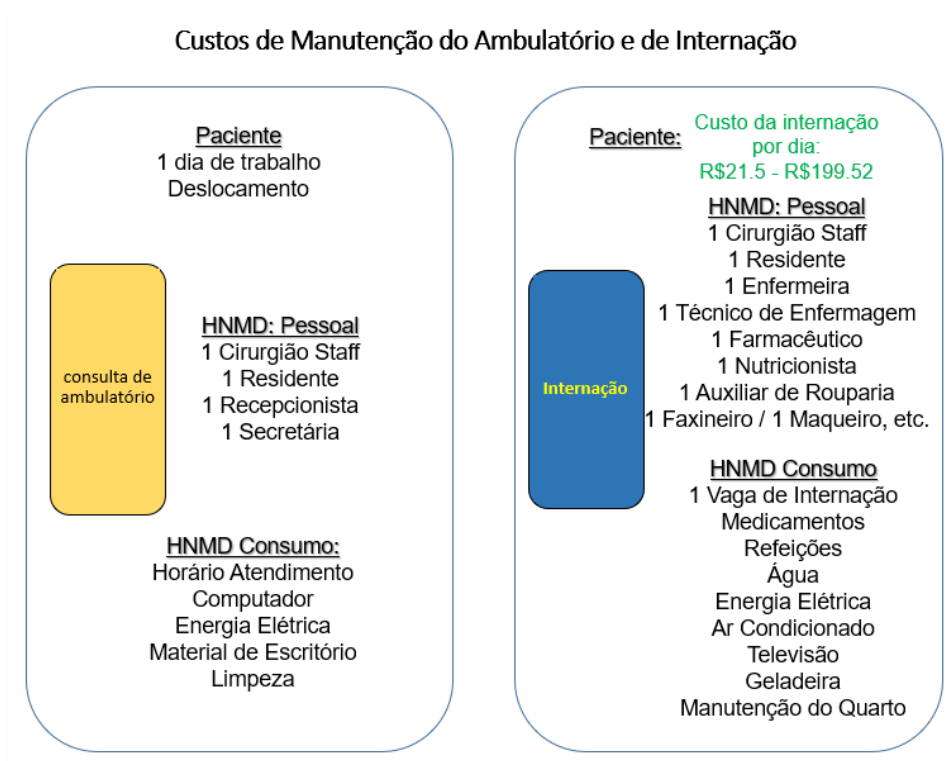 Custos de Manutenção do Ambulatório e de Internação
Paciente
1 dia de trabalho
Deslocamento
consulta de
ambulatório
HNMD: Pessoal
1 Cirurgião Staff
1 Residente
1 Recepcionista
1 Secretária
HNMD Consumo:
Horário Atendimento
Computador
Energia Elétrica
Material de Escritório
Limpeza
Paciente:
Custo da internação
por dia:
R$21.5 - R$199.52
Internação
HNMD: Pessoal
1 Cirurgião Staff
1 Residente
1 Enfermeira
1 Técnico de Enfermagem
1 Farmacêutico
1 Nutricionista
1 Auxiliar de Rouparia
1 Faxineiro / 1 Maqueiro, etc.
HNMD Consumo
1 Vaga de Internação
Medicamentos
Refeições
Água
Energia Elétrica
Ar Condicionado
Televisão
Geladeira
Manutenção do Quarto